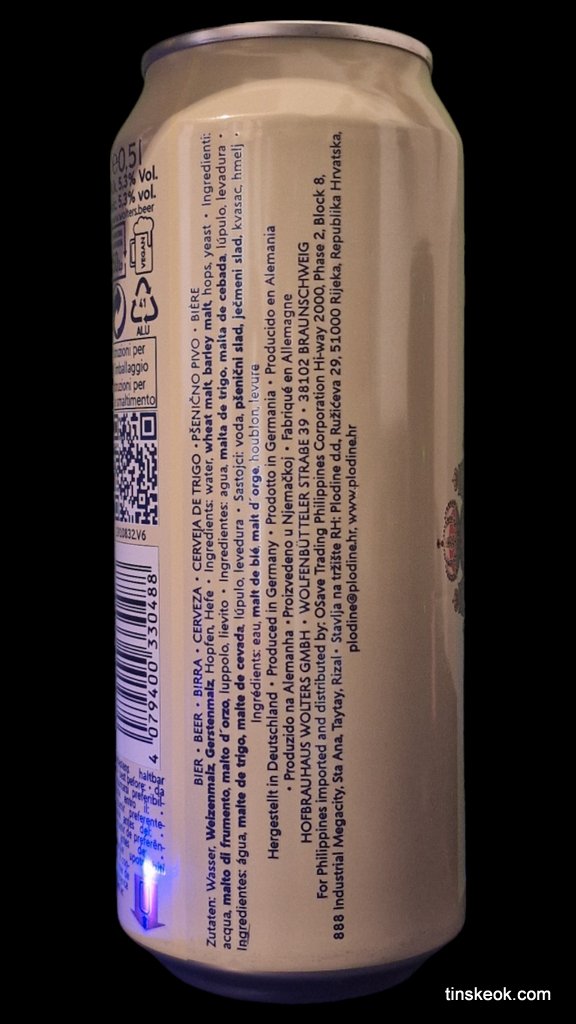 0,5 l
5.3% Vol.
5.3% vol.
VEGAN
41
ALU
per
imballaggio
per
smaltimento
4 079400 330488
haltbar
BIER • BEER • BIRRA • CERVEZA • CERVEJA DE TRIGO • PŠENIČNO PIVO • BIÈRE
Zutaten: Wasser, Weizenmalz, Gerstenmalz, Hopfen, Hefe • Ingredients: water, wheat malt, barley malt, hops, yeast • Ingredienti:
acqua, malto di frumento, malto d'orzo, luppolo, lievito • Ingredientes: agua, malta de trigo, malta de cebada, lúpulo, levadura •
Ingredientes: água, malte de trigo, malte de cevada, lúpulo, levedura • Sastojci: voda, pšenični slad, ječmeni slad, kvasac, hmelj •
Ingrédients: eau, malt de blé, malt d'orge, houblon, levure
Hergestellt in Deutschland • Produced in Germany • Prodotto in Germania • Producido en Alemania
• Produzido na Alemanha • Proizvedeno u Njemačkoj • Fabriqué en Allemagne
HOFBRAUHAUS WOLTERS GMBH • WOLFENBÜTTELER STRAßE 39 • 38102 BRAUNSCHWEIG
For Philippines imported and distributed by: OSave Trading Philippines Corporation Hi-way 2000, Phase 2, Block 8,
888 Industrial Megacity, Sta Ana, Taytay, Rizal • Stavlja na tržište RH: Plodine d.d, Ružićeva 29, 51000 Rijeka, Republika Hrvatska,
plodine@plodine.hr, www.plodine.hr
tinskeok.com